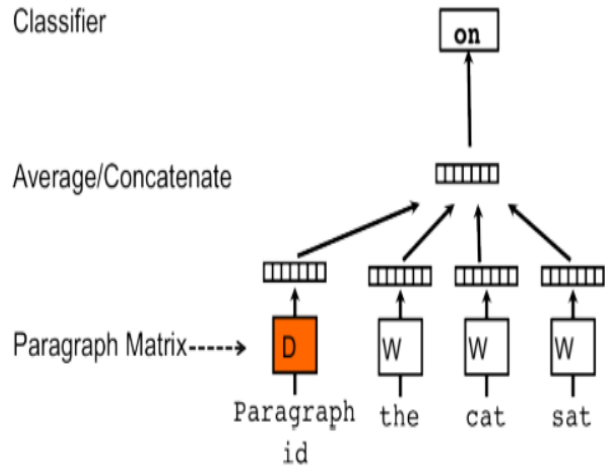 Classifier
on
Average/Concatenate
Paragraph Matrix
D
W
W
W
Paragraph
id
the
cat
sat